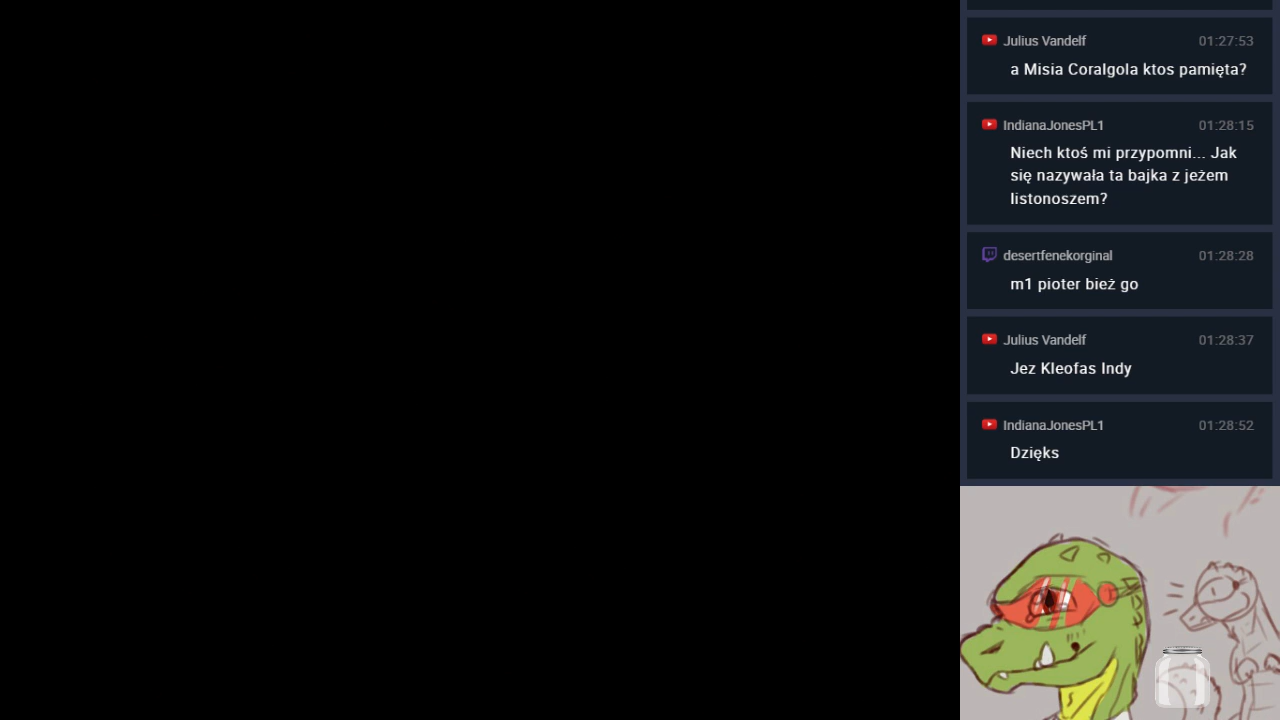 Julius Vandelf 01:27:53
a Misia Coralgola ktos pamięta?
IndianaJonesPL1 01:28:15
Niech ktoś mi przypomni... Jak
się nazywała ta bajka z jeżem
listonoszem?
desertfenekorginal 01:28:28
m1 pioter bież go
Julius Vandelf 01:28:37
Jez Kleofas Indy
IndianaJonesPL1 01:28:52
Dzięks